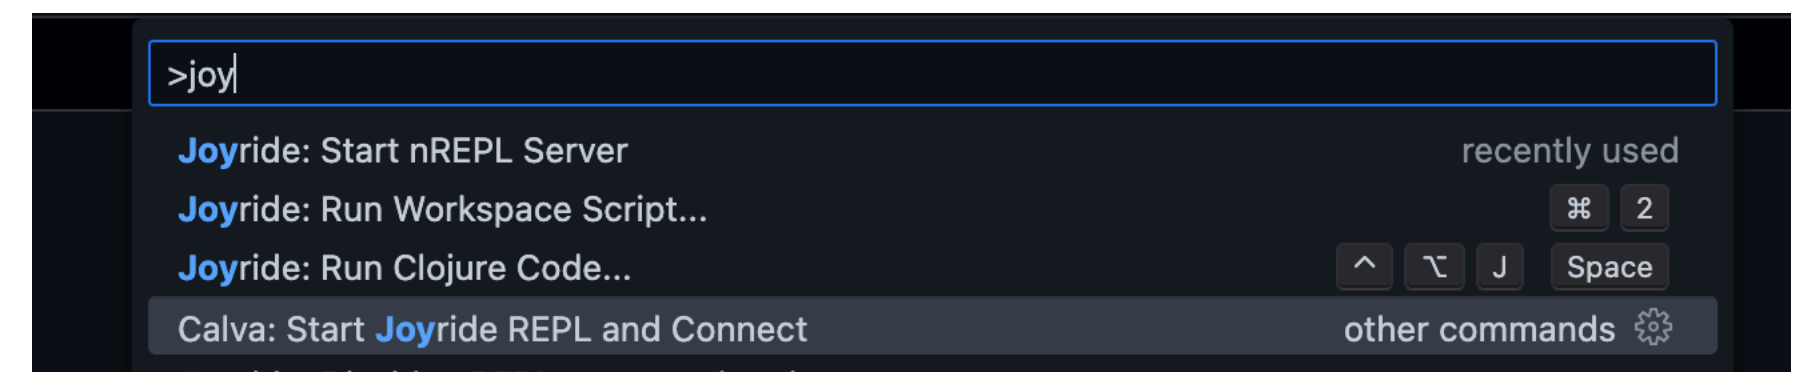 >joy
Joyride: Start nREPL Server recently used
Joyride: Run Workspace Script... ⌘ 2
Joyride: Run Clojure Code... ^ ⌥ J Space
Calva: Start Joyride REPL and Connect other commands